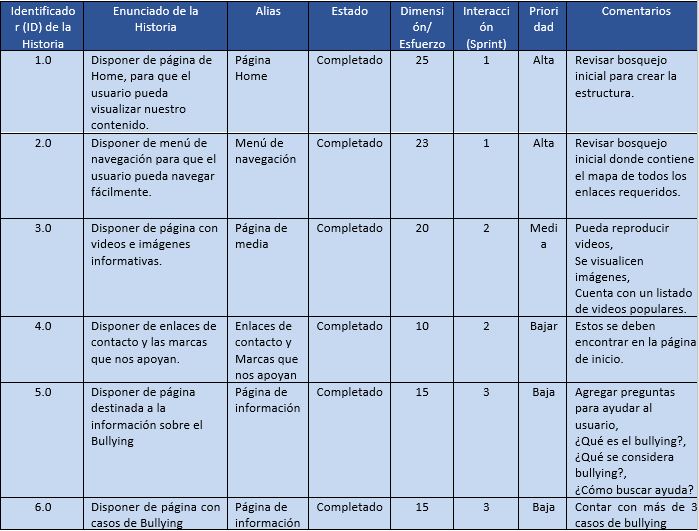 Identificado
r (ID) de la
Historia
Enunciado de la
Historia
Alias
Estado
Dimensi
ón/
Esfuerzo
Interacci
ón
(Sprint)
Priori
dad
Comentarios
1.0
Disponer de página de
Home, para que el
usuario pueda
visualizar nuestro
contenido.
Página
Home
Completado
25
1
Alta
Revisar bosquejo
inicial para crear la
estructura.
2.0
Disponer de menú de
navegación para que el
usuario pueda navegar
fácilmente.
Menú de
navegación
Completado
23
1
Alta
Revisar bosquejo
inicial donde contiene
el mapa de todos los
enlaces requeridos.
3.0
Disponer de página con
videos e imágenes
informativas.
Página de
media
Completado
20
2
Medi
a
Pueda reproducir
videos,
Se visualicen
imágenes,
Cuenta con un listado
de videos populares.
4.0
Disponer de enlaces de
contacto y las marcas
que nos apoyan.
Enlaces de
contacto y
Marcas que
nos apoyan
Completado
10
2
Bajar
Estos se deben
encontrar en la página
de inicio.
5.0
Disponer de página
destinada a la
información sobre el
Bullying
Página de
información
Completado
15
3
Baja
Agregar preguntas
para ayudar al
usuario,
¿Qué es el bullying?,
¿Qué se considera
bullying?,
¿Cómo buscar ayuda?
6.0
Disponer de página con
casos de Bullying
Página de
información
Completado
15
3
Baja
Contar con más de 3
casos de bullying